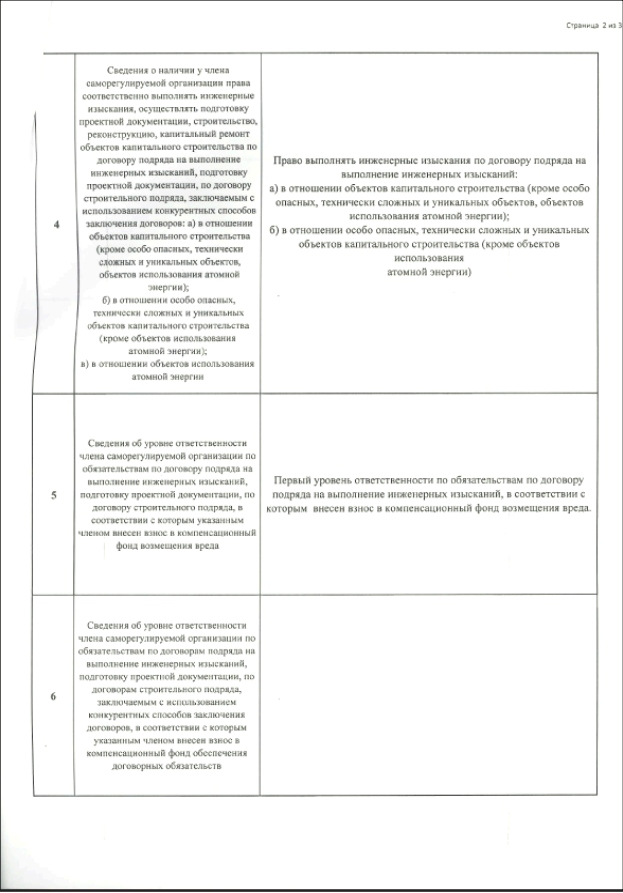 Страница 2 из 3
4
Сведения о наличии у члена
саморегулируемой организации права
соответственно выполнять инженерные
изыскания, осуществлять подготовку
проектной документации, строительство,
реконструкцию, капитальный ремонт
объектов капитального строительства по
договору подряда на выполнение
инженерных изысканий, подготовку
проектной документации, по договору
строительного подряда, заключаемым с
использованием конкурентных способов
заключения договоров: а) в отношении
объектов капитального строительства
(кроме особо опасных, технически
сложных и уникальных объектов,
объектов использования атомной
энергии);
б) в отношении особо опасных,
технически сложных и уникальных
объектов капитального строительства
(кроме объектов использования
атомной энергии);
в) в отношении объектов использования
атомной энергии
Право выполнять инженерные изыскания по договору подряда на
выполнение инженерных изысканий:
а) в отношении объектов капитального строительства (кроме особо
опасных, технически сложных и уникальных объектов, объектов
использования атомной энергии);
б) в отношении особо опасных, технически сложных и уникальных
объектов капитального строительства (кроме объектов
использования
атомной энергии)
5
Сведения об уровне ответственности
члена саморегулируемой организации по
обязательствам по договору подряда на
выполнение инженерных изысканий,
подготовку проектной документации, по
договору строительного подряда, в
соответствии с которым указанным
членом внесен взнос в компенсационный
фонд возмещения вреда
Первый уровень ответственности по обязательствам по договору
подряда на выполнение инженерных изысканий, в соответствии с
которым внесен взнос в компенсационный фонд возмещения вреда.
6
Сведения об уровне ответственности
члена саморегулируемой организации по
обязательствам по договорам подряда на
выполнение инженерных изысканий,
подготовку проектной документации, по
договорам строительного подряда,
заключаемым с использованием
конкурентных способов заключения
договоров, в соответствии с которым
указанным членом внесен взнос в
компенсационный фонд обеспечения
договорных обязательств